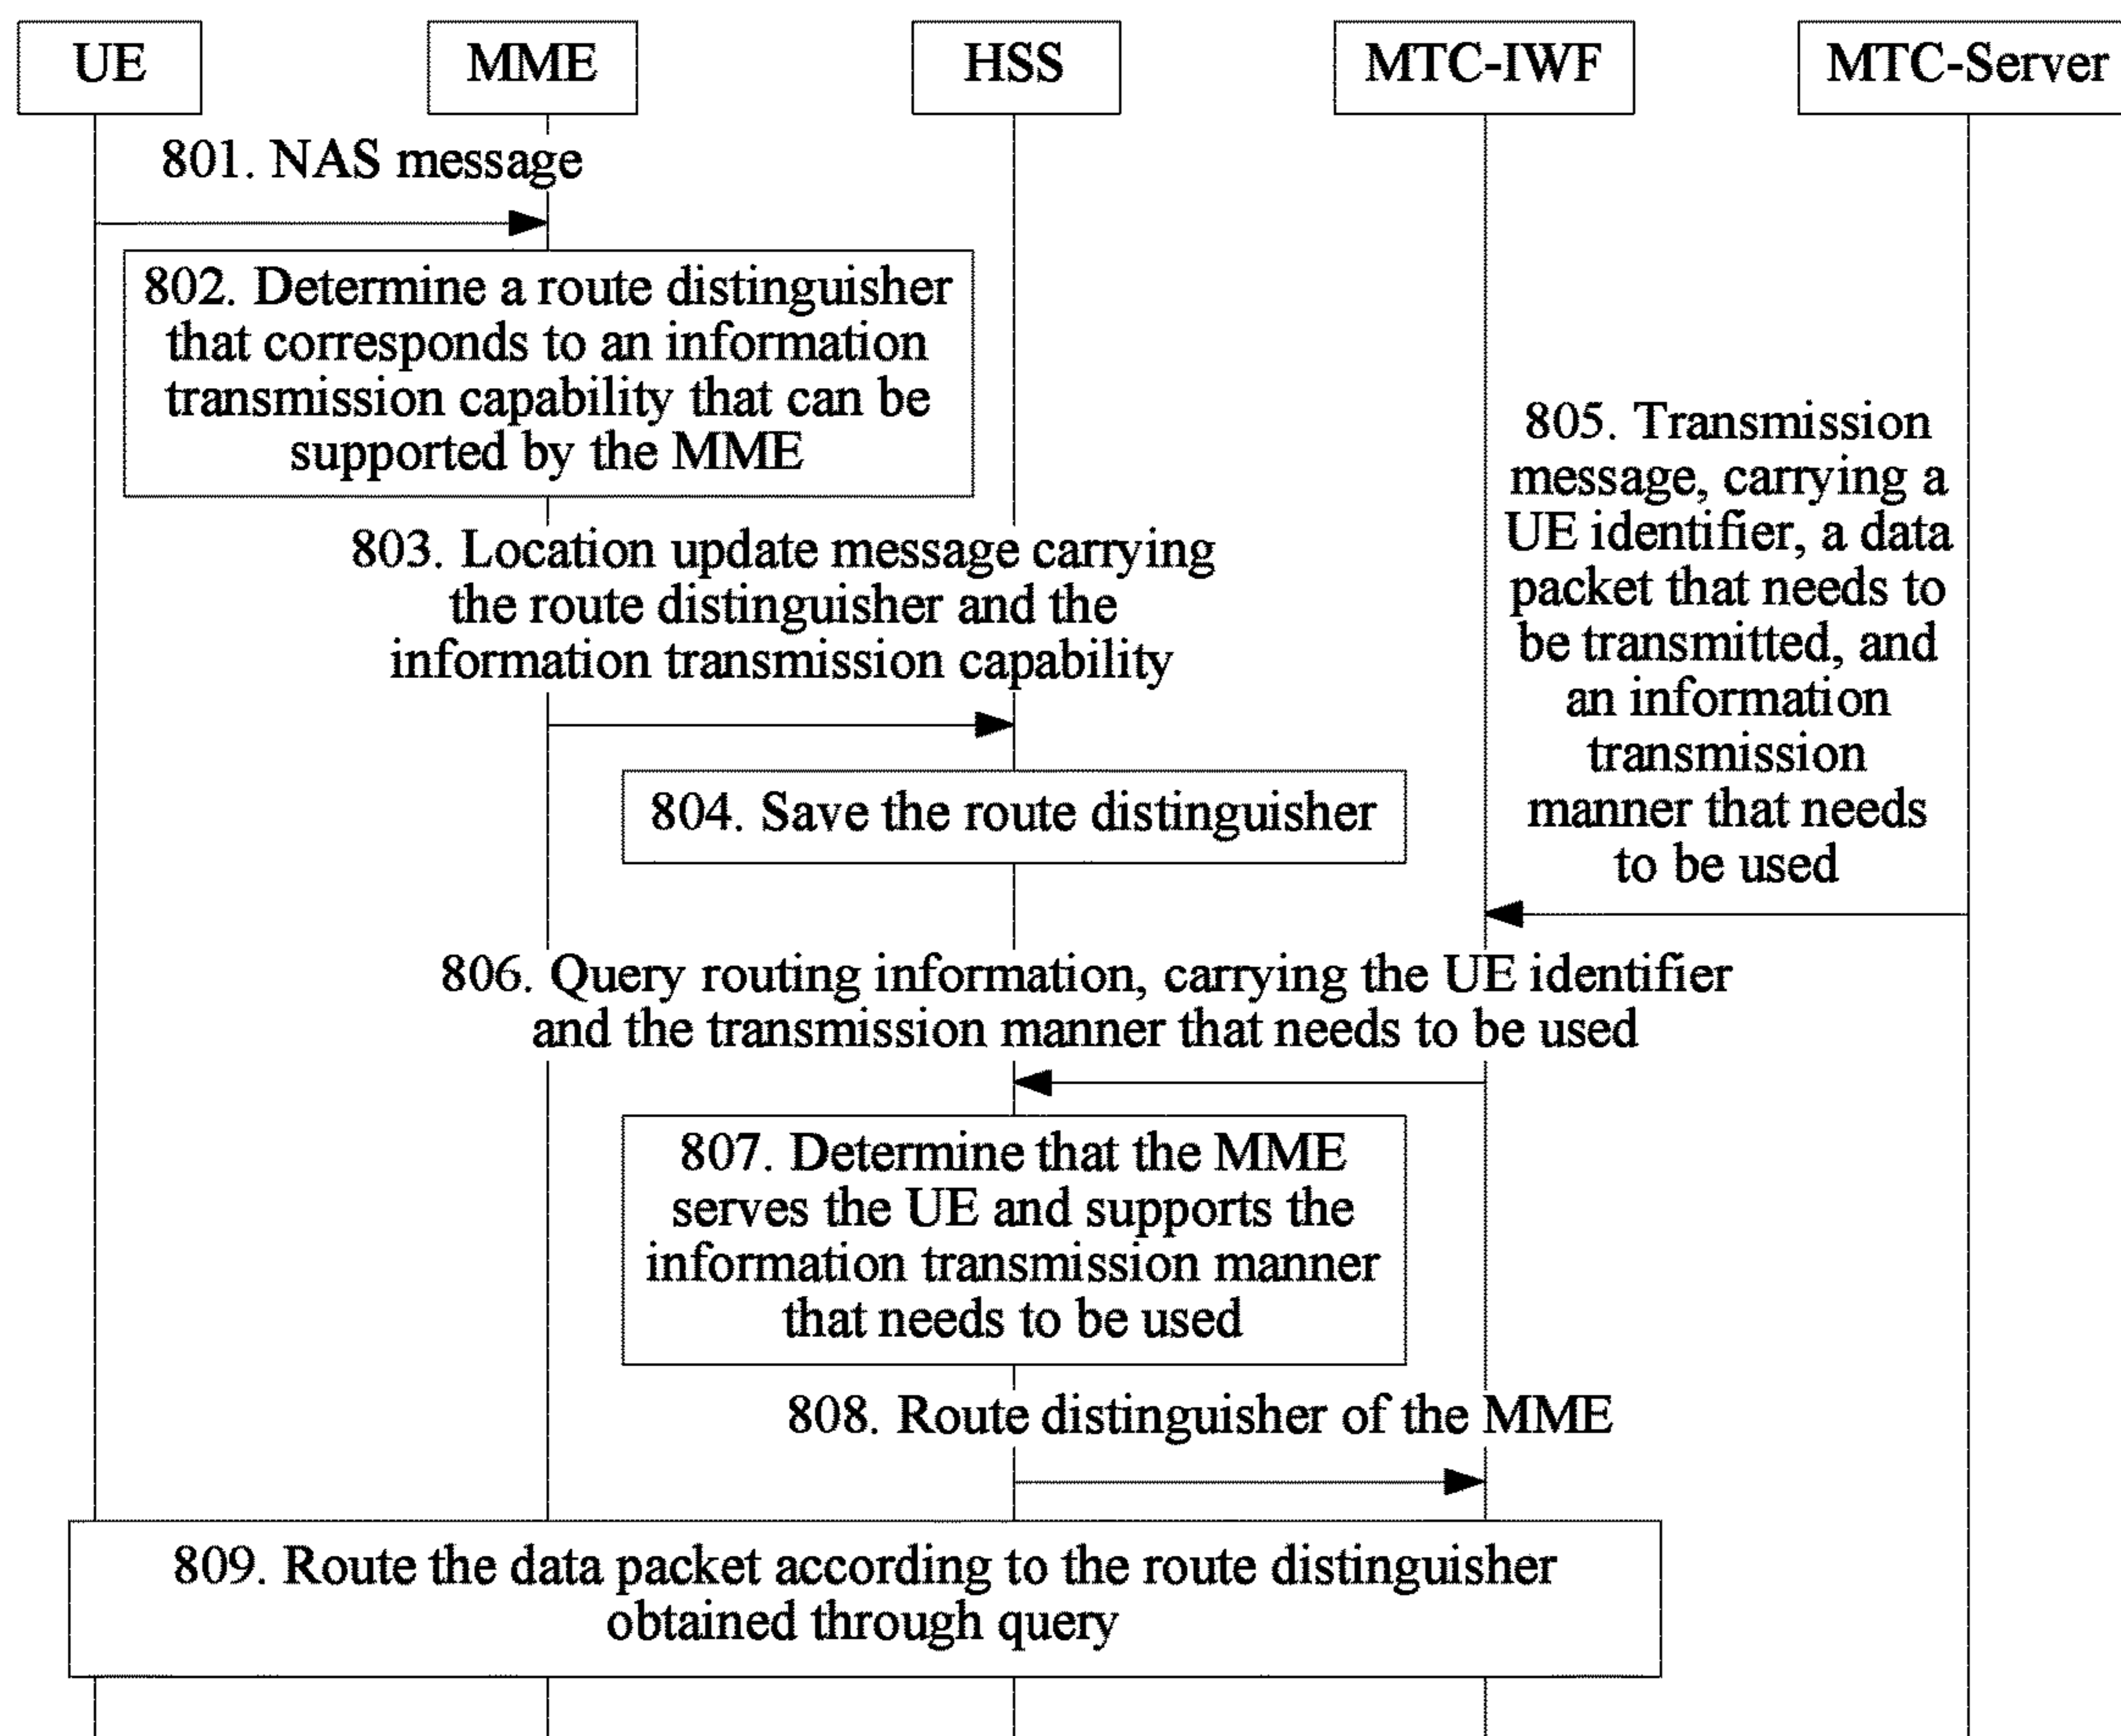 UE
MME
HSS
MTC-IWF
MTC-Server
801. NAS message
802. Determine a route distinguisher
that corresponds to an information
transmission capability that can be
supported by the MME
803. Location update message carrying
the route distinguisher and the
information transmission capability
804. Save the route distinguisher
805. Transmission
message, carrying a
UE identifier, a data
packet that needs to
be transmitted, and
an information
transmission
manner that needs
to be used
806. Query routing information, carrying the UE identifier
and the transmission manner that needs to be used
807. Determine that the MME
serves the UE and supports the
information transmission manner
that needs to be used
808. Route distinguisher of the MME
809. Route the data packet according to the route distinguisher
obtained through query